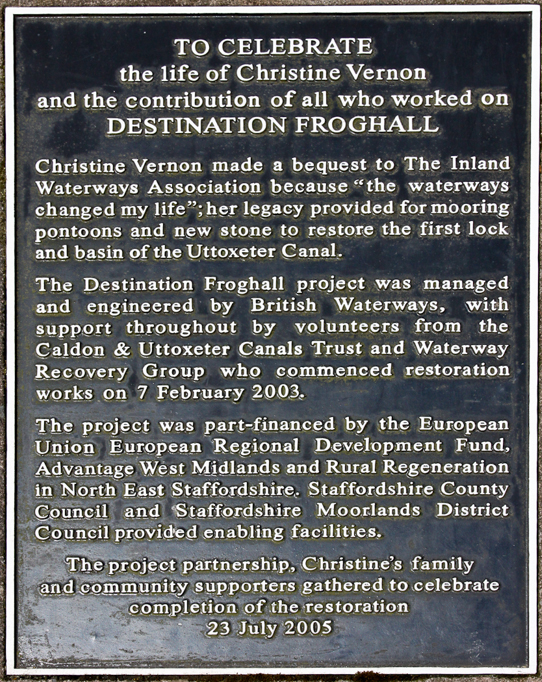 TO CELEBRATE
the life of Christine Vernon
and the contribution of all who worked on
DESTINATION FROGHALL
Christine Vernon made a bequest to The Inland
Waterways Association because “the waterways
changed my life”; her legacy provided for mooring
pontoons and new stone to restore the first lock
and basin of the Uttoxeter Canal.
The Destination Froghall project was managed
and engineered by British Waterways, with
support throughout by volunteers from the
Caldon & Uttoxeter Canals Trust and Waterway
Recovery Group who commenced restoration
works on 7 February 2003.
The project was part-financed by the European
Union European Regional Development Fund,
Advantage West Midlands and Rural Regeneration
in North East Staffordshire. Staffordshire County
Council and Staffordshire Moorlands District
Council provided enabling facilities.
The project partnership, Christine’s family
and community supporters gathered to celebrate
completion of the restoration
23 July 2005